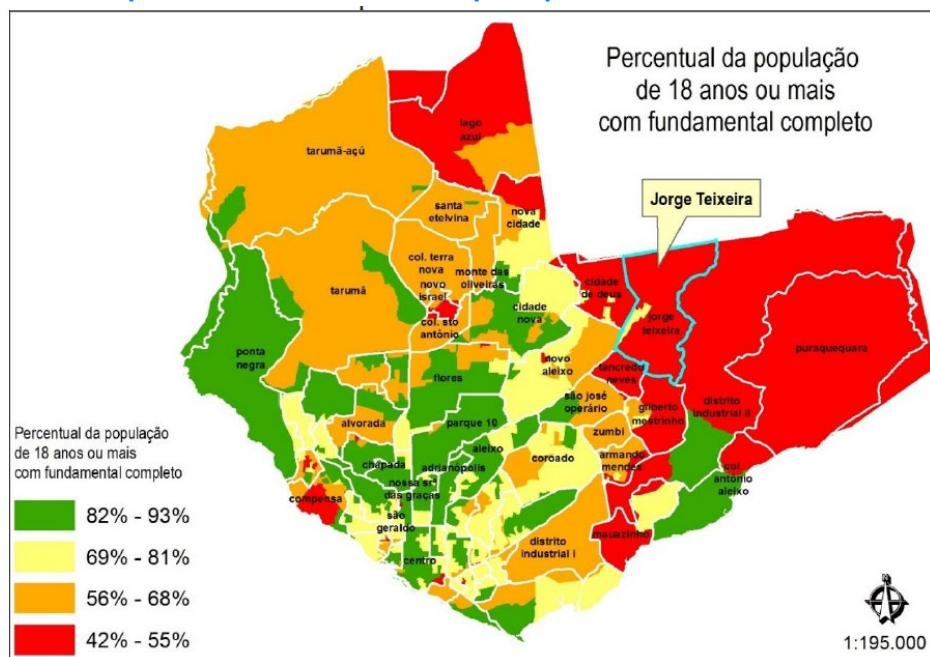 Percentual da população
de 18 anos ou mais
com fundamental completo
lago
azul
tarumã-açú
Jorge Teixeira
santa
etelvina
nova
cidade
col. terra
nova
novo
israel
monte das
oliveiras
cidade
de deus
tarumã
cidade
nova
jorge
teixeira
col. sto
antônio
puraquequara
ponta
negra
novo
aleixo
flores
tancredo
neves
são josé
operário
gilberto
mestrinho
distrito
industrial ii
alvorada
parque 10
zumbi
aleixo
chapada
adrianópolis
coroado
armando
mendes
col.
antônio
aleixo
nossa srª
das graças
compensa
são
geraldo
distrito
industrial i
mauazinho
centro
Percentual da população
de 18 anos ou mais
com fundamental completo
82% - 93%
69% - 81%
56% - 68%
42% - 55%
1:195.000